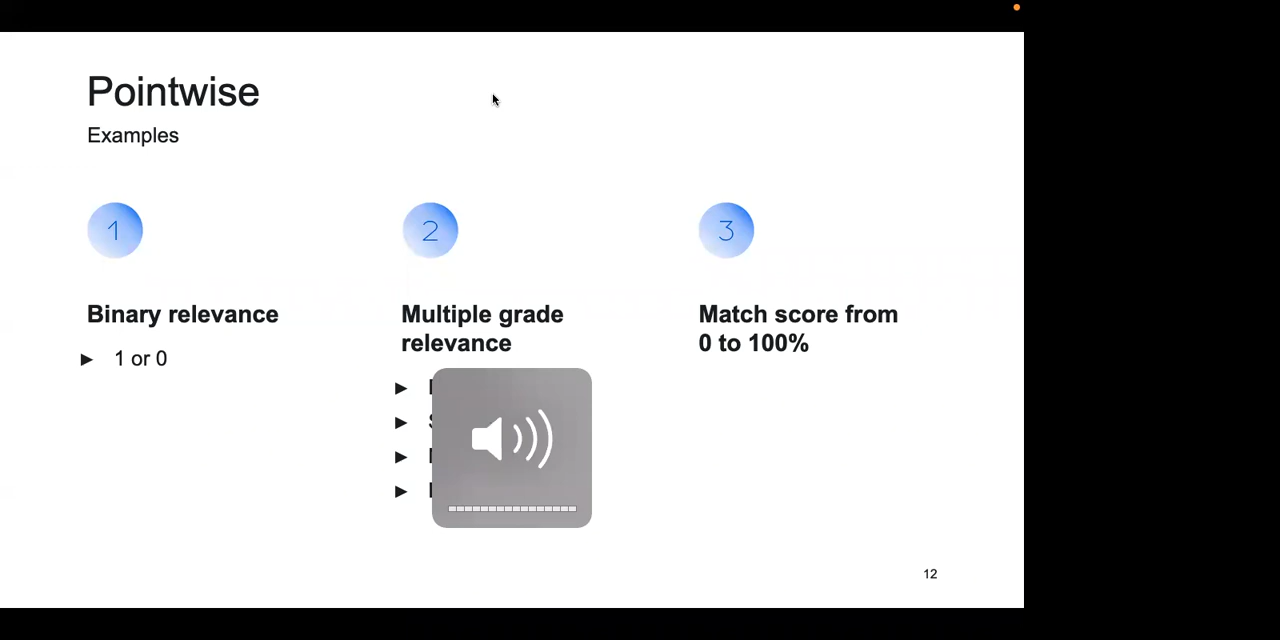 Pointwise
Examples
1
2
3
Binary relevance
► 1 or 0
Multiple grade
relevance
►
►
►
►
Match score from
0 to 100%
12